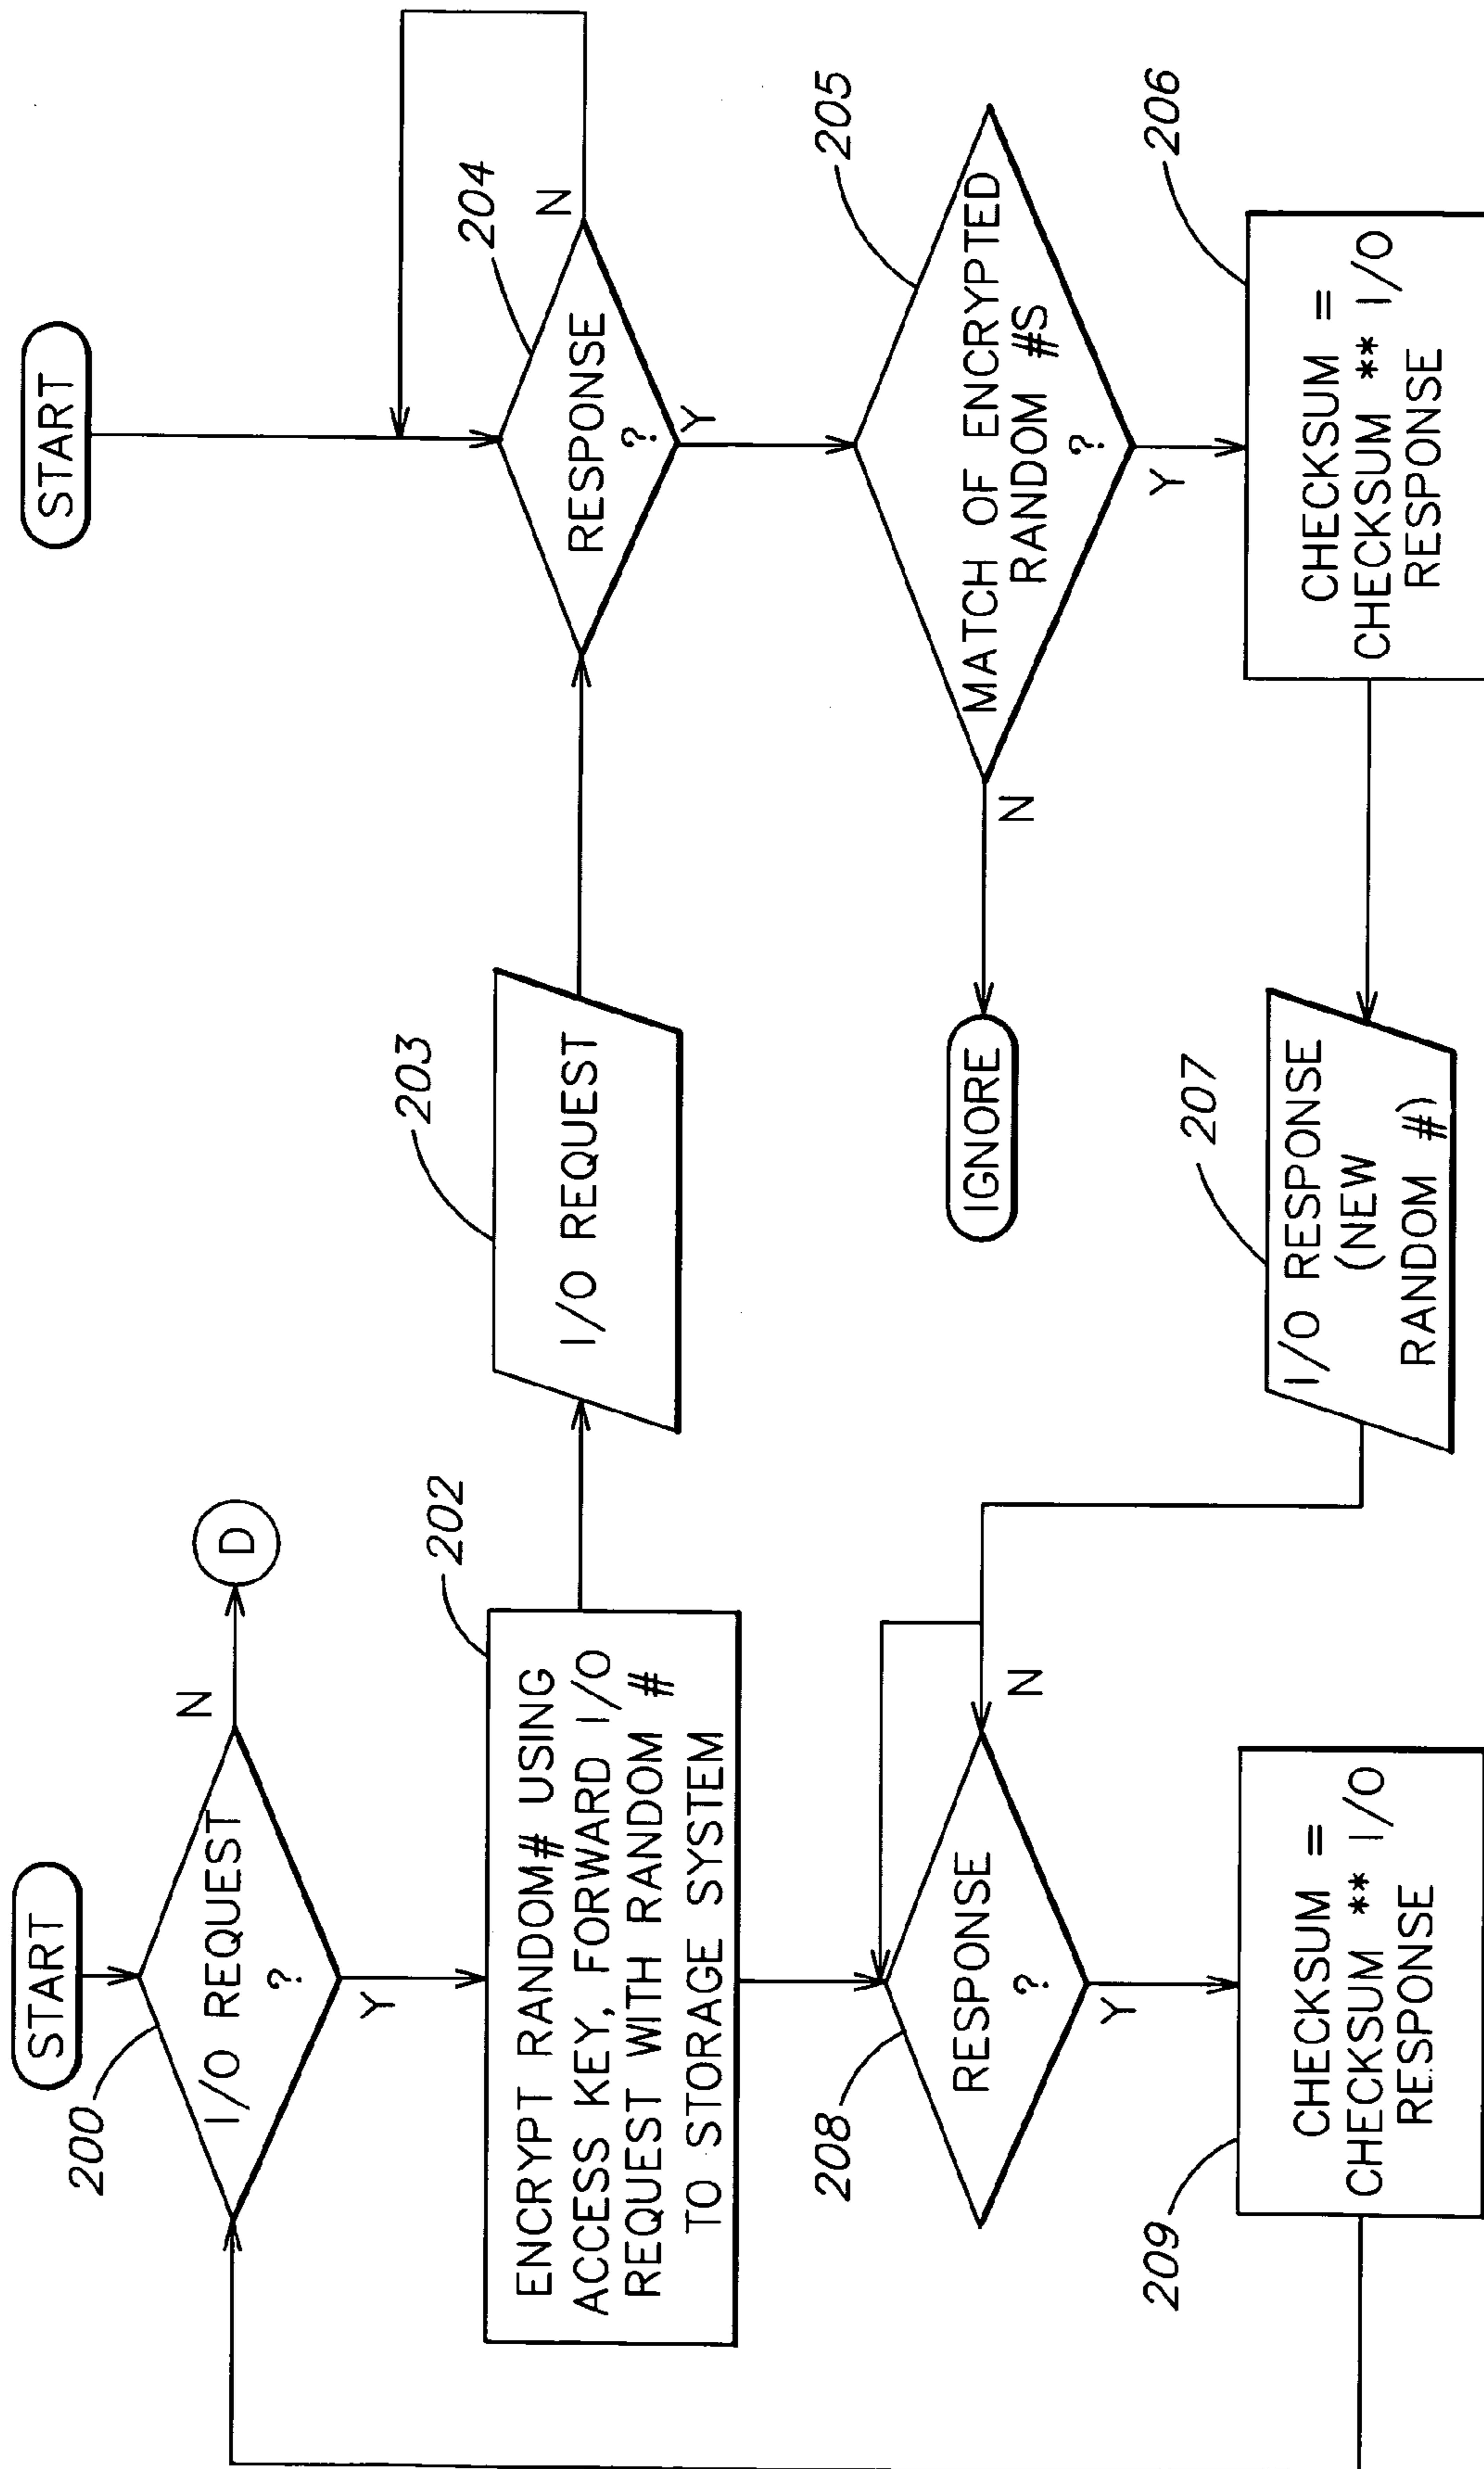 START
200
I/O REQUEST
?
N
D
Y
202
ENCRYPT RANDOM# USING
ACCESS KEY, FORWARD I/O
REQUEST WITH RANDOM #
TO STORAGE SYSTEM
203
I/O REQUEST
START
204
RESPONSE
?
N
Y
205
MATCH OF ENCRYPTED
RANDOM #S
?
N
Y
IGNORE
206
CHECKSUM =
CHECKSUM ** I/O
RESPONSE
207
I/O RESPONSE
(NEW
RANDOM #)
208
RESPONSE
?
N
Y
209
CHECKSUM =
CHECKSUM ** I/O
RESPONSE